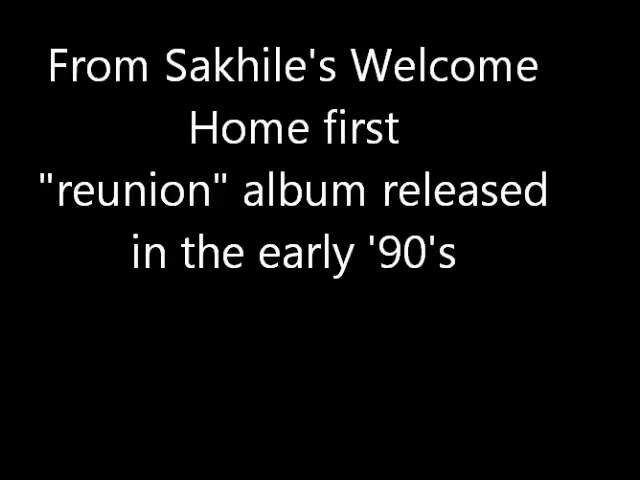 From Sakhile's Welcome
Home first
"reunion" album released
in the early '90's